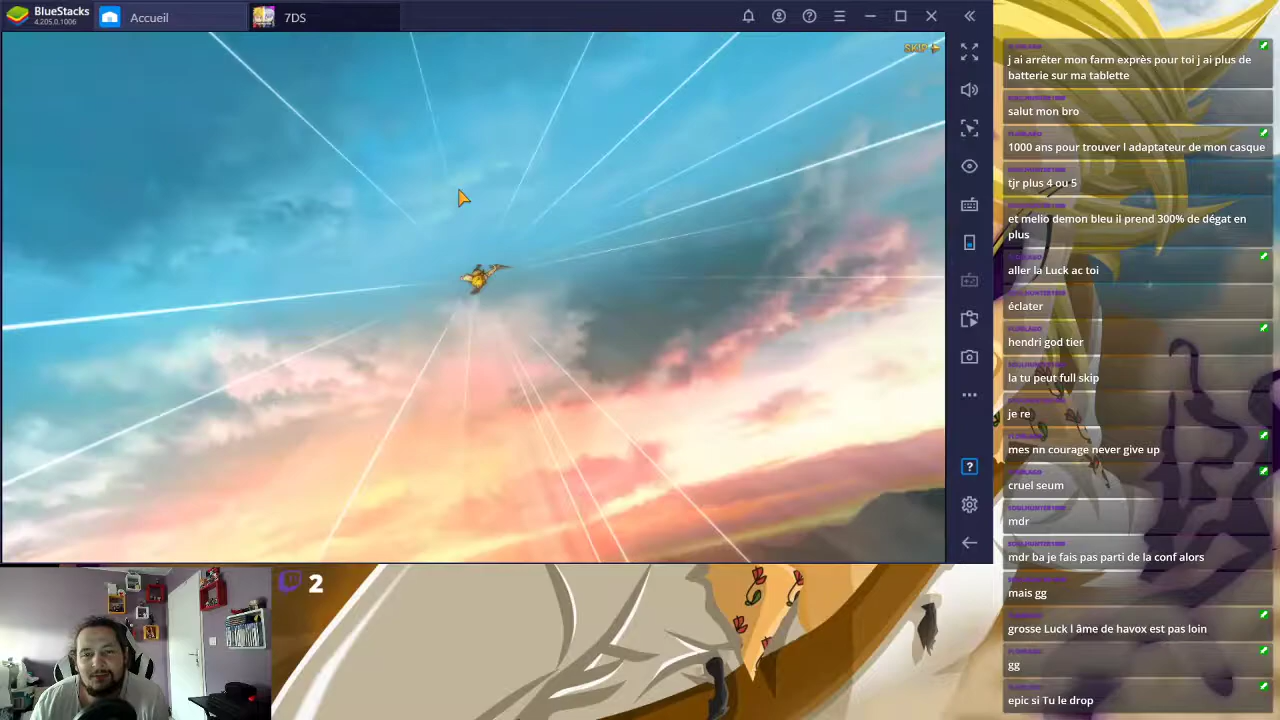 BlueStacks
4.205.0.1006
Accueil
7DS
SKIP
j ai arrêter mon farm exprès pour toi j ai plus de
batterie sur ma tablette
salut mon bro
1000 ans pour trouver l adaptateur de mon casque
tjr plus 4 ou 5
et melio demon bleu il prend 300% de dégat en
plus
aller la Luck ac toi
éclater
hendri god tier
la tu peut full skip
je re
mes nn courage never give up
cruel seum
mdr
mdr ba je fais pas parti de la conf alors
mais gg
grosse Luck l âme de havox est pas loin
gg
epic si Tu le drop
2